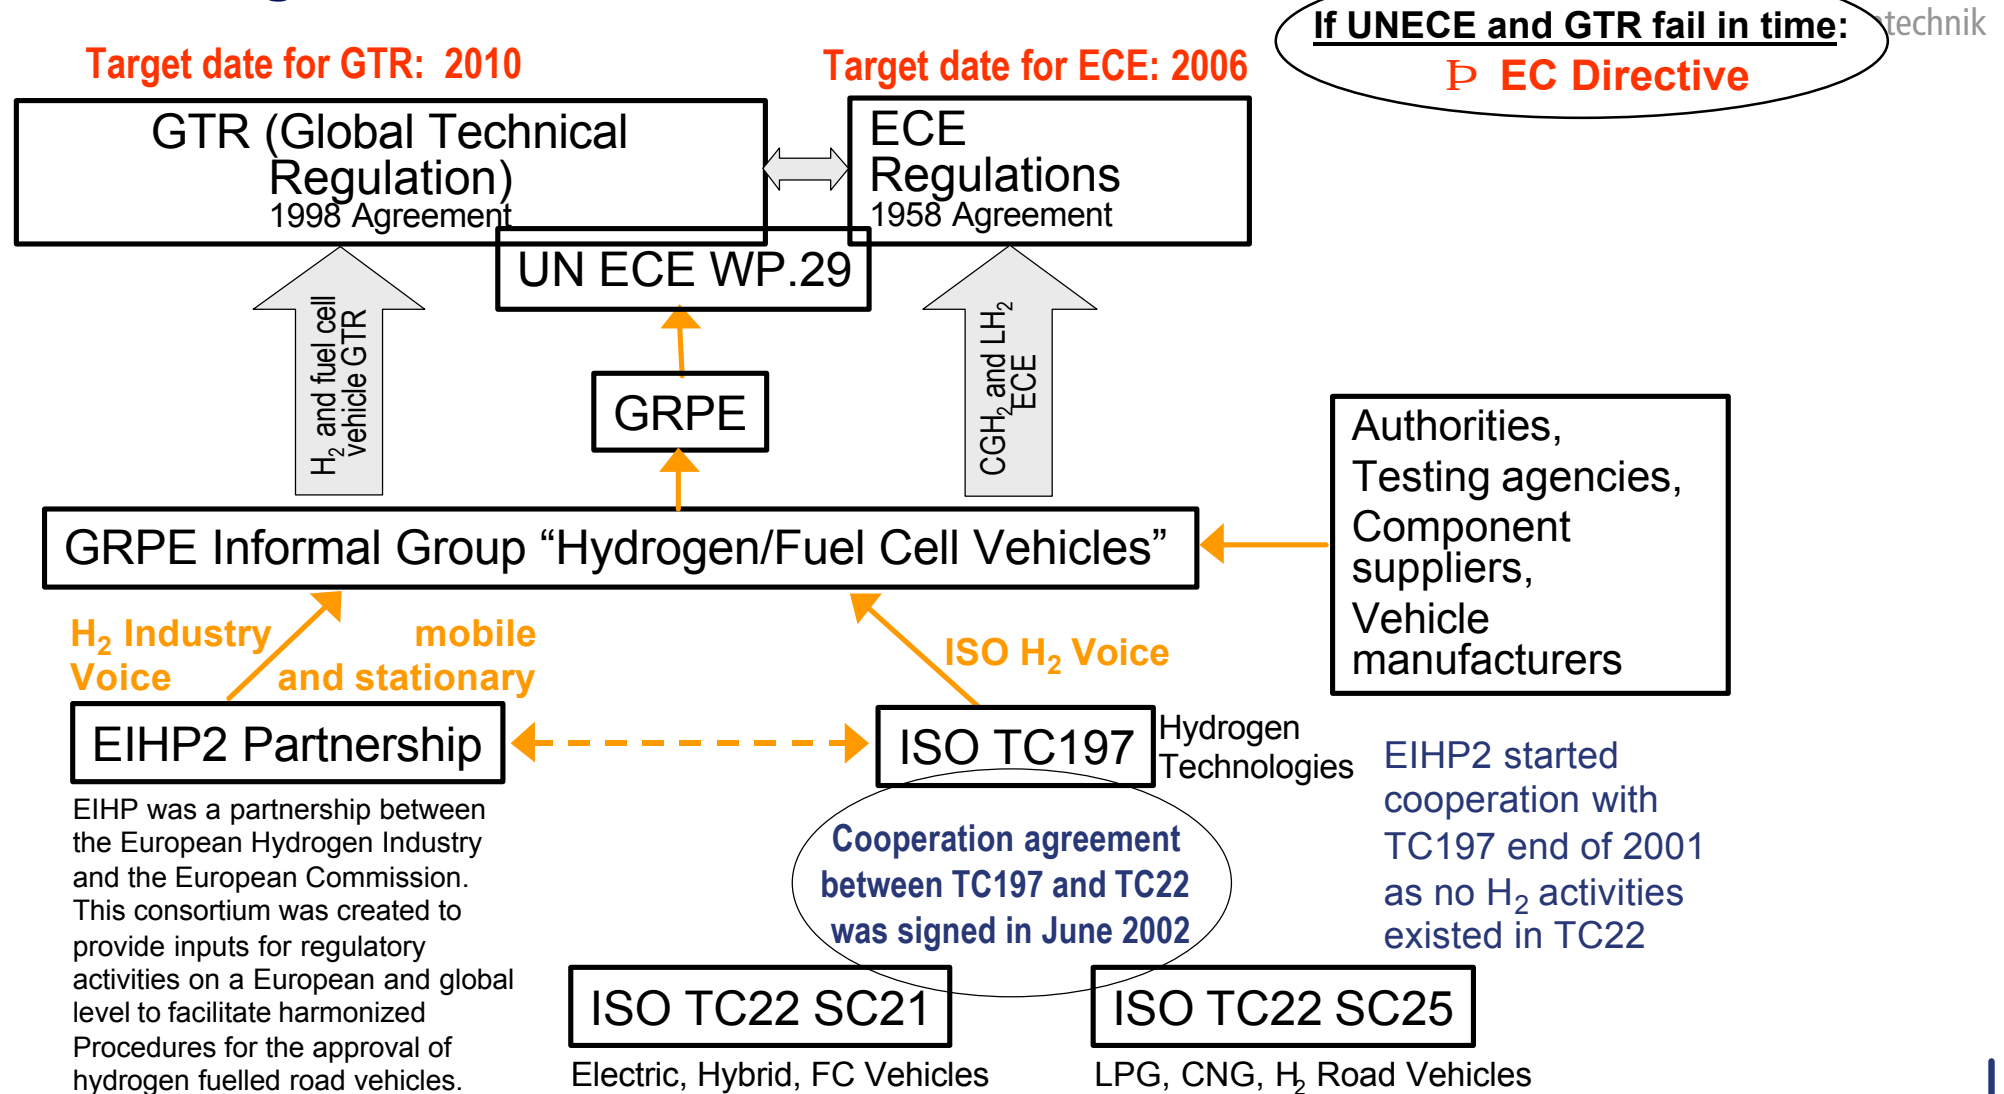 If UNECE and GTR fail in time:
Þ EC Directive
technik
Target date for GTR: 2010
Target date for ECE: 2006
GTR (Global Technical
Regulation)
1998 Agreement
ECE
Regulations
1958 Agreement
UN ECE WP.29
H₂ and fuel cell
vehicle GTR
GRPE
CGH₂ and LH₂
ECE
Authorities,
Testing agencies,
Component
suppliers,
Vehicle
manufacturers
GRPE Informal Group “Hydrogen/Fuel Cell Vehicles”
H₂ Industry mobile
Voice and stationary
ISO H₂ Voice
EIHP2 Partnership
ISO TC197
Hydrogen
Technologies
EIHP2 started
cooperation with
TC197 end of 2001
as no H₂ activities
existed in TC22
EIHP was a partnership between
the European Hydrogen Industry
and the European Commission.
This consortium was created to
provide inputs for regulatory
activities on a European and global
level to facilitate harmonized
Procedures for the approval of
hydrogen fuelled road vehicles.
Cooperation agreement
between TC197 and TC22
was signed in June 2002
ISO TC22 SC21
Electric, Hybrid, FC Vehicles
ISO TC22 SC25
LPG, CNG, H₂ Road Vehicles